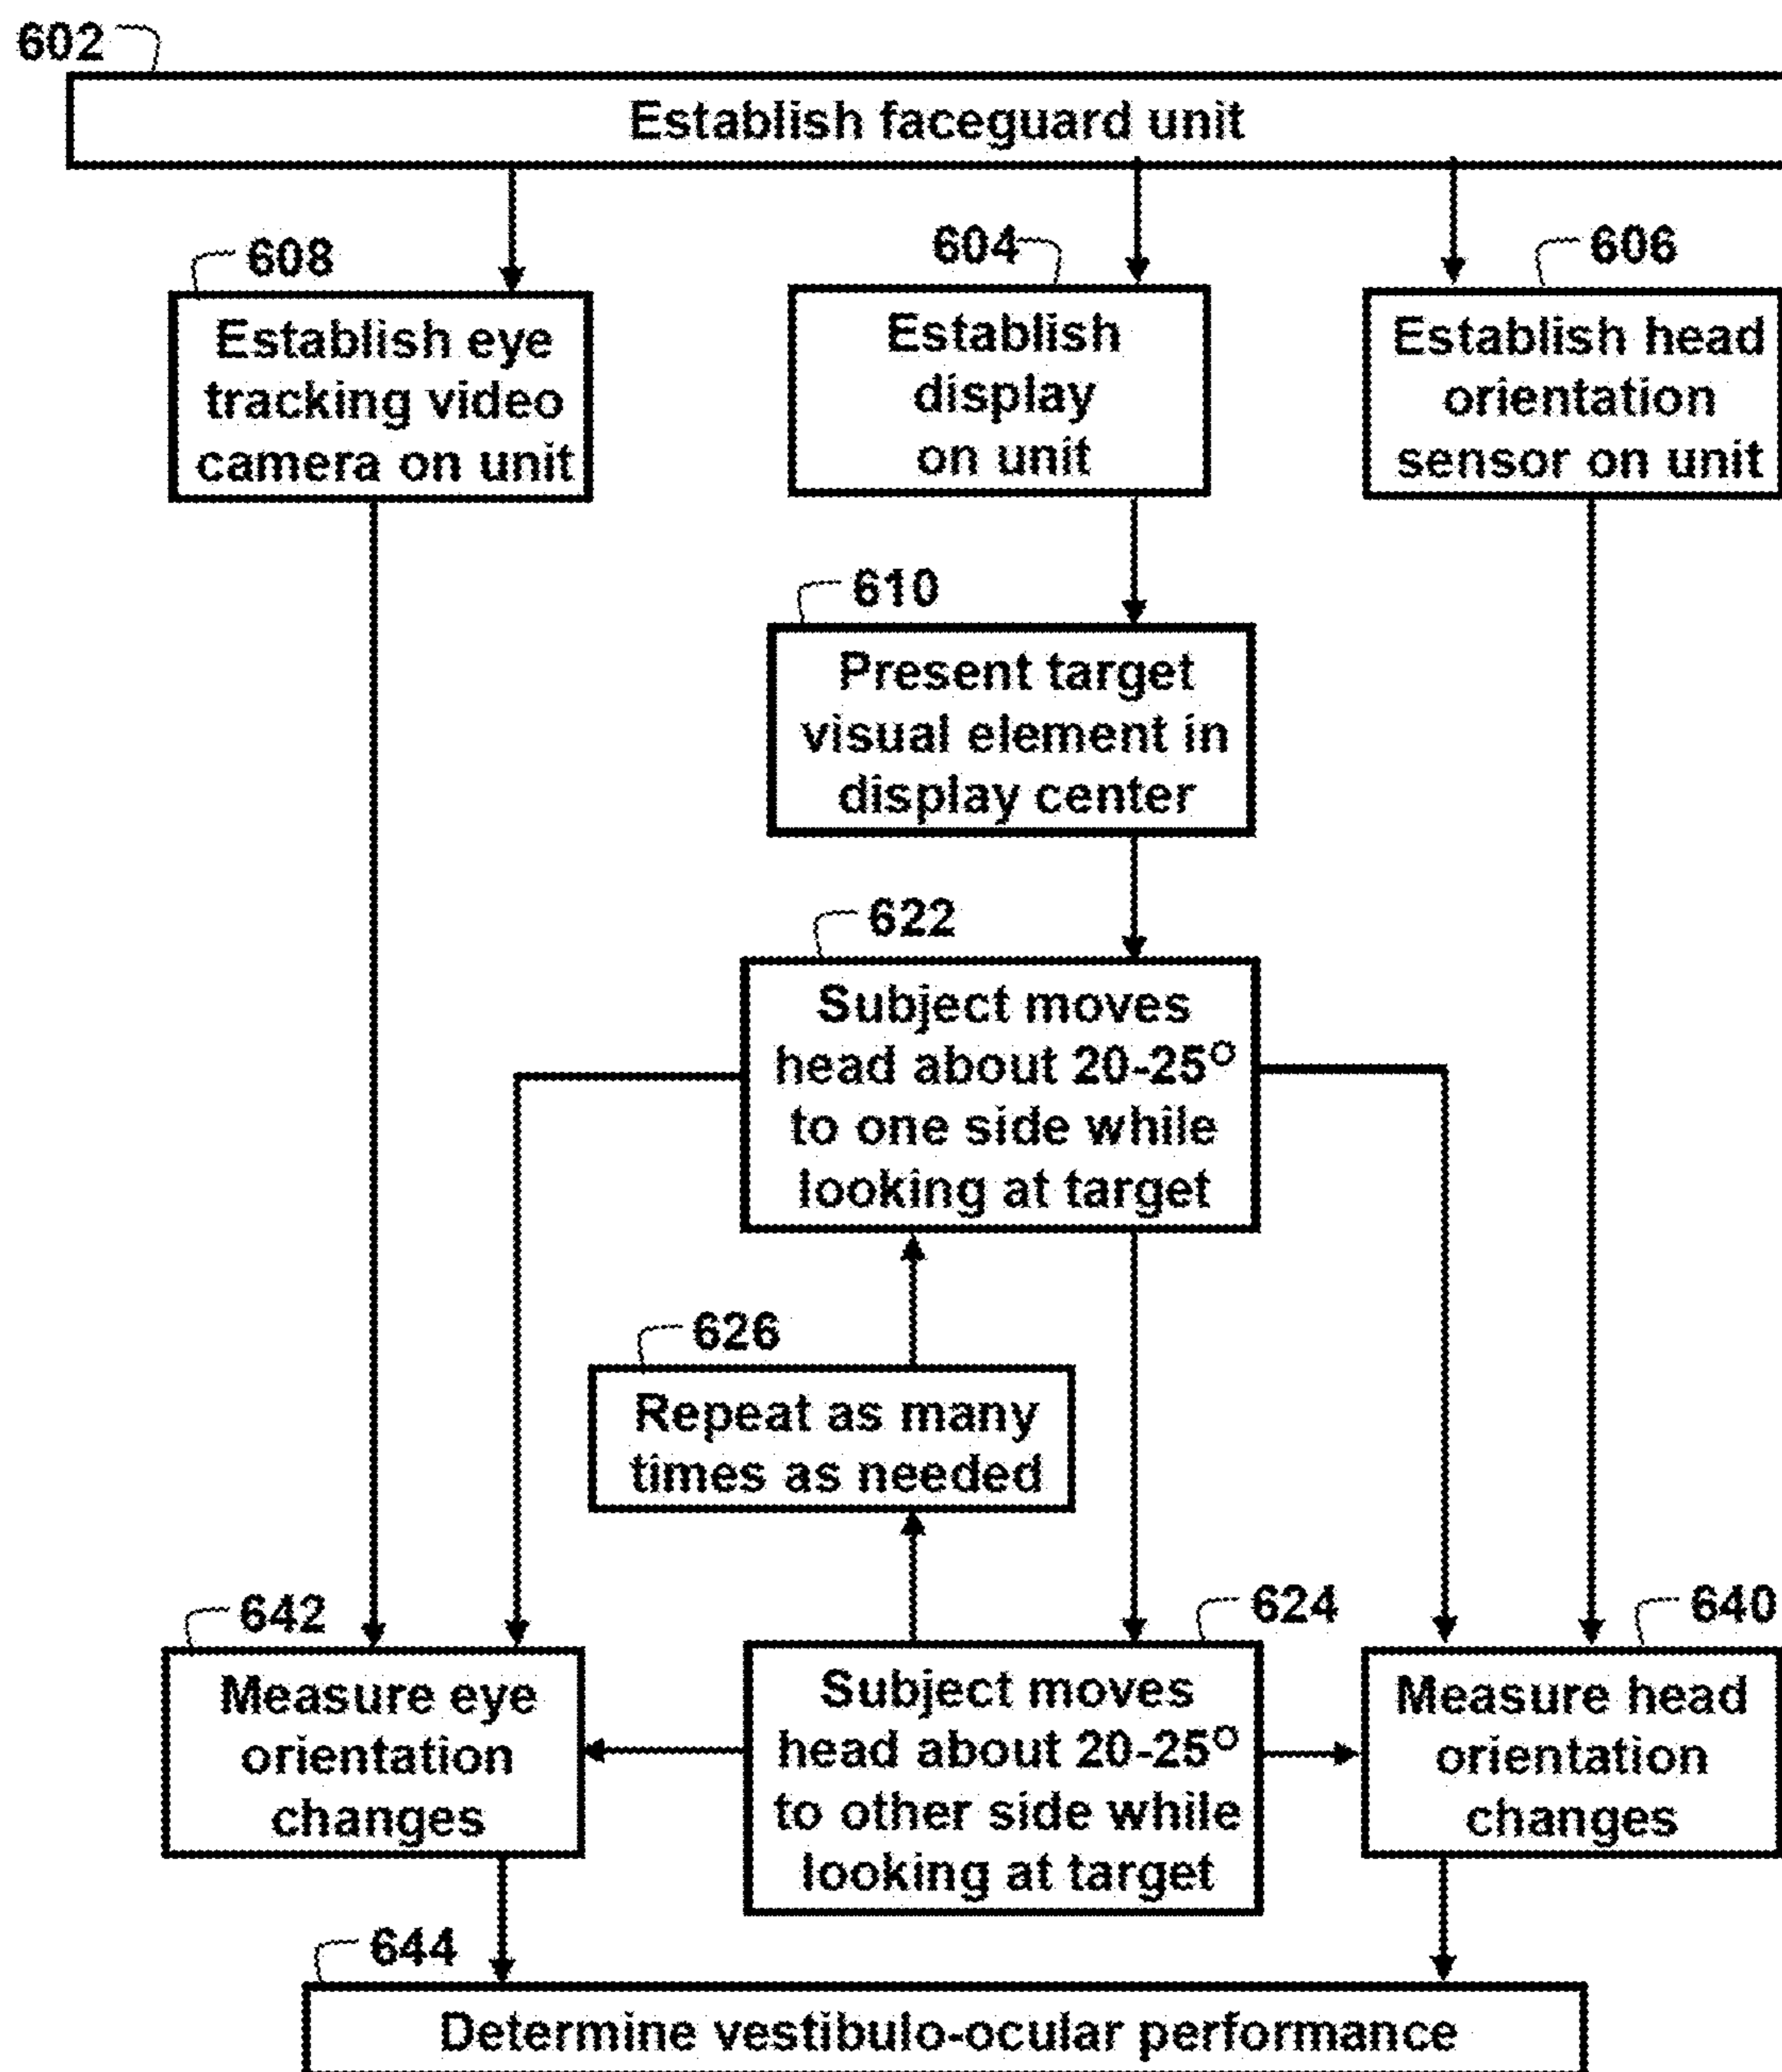 602
Establish faceguard unit
608
Establish eye
tracking video
camera on unit
604
Establish
display
on unit
606
Establish head
orientation
sensor on unit
610
Present target
visual element in
display center
622
Subject moves
head about 20-25°
to one side while
looking at target
626
Repeat as many
times as needed
642
Measure eye
orientation
changes
624
Subject moves
head about 20-25°
to other side while
looking at target
640
Measure head
orientation
changes
644
Determine vestibulo-ocular performance